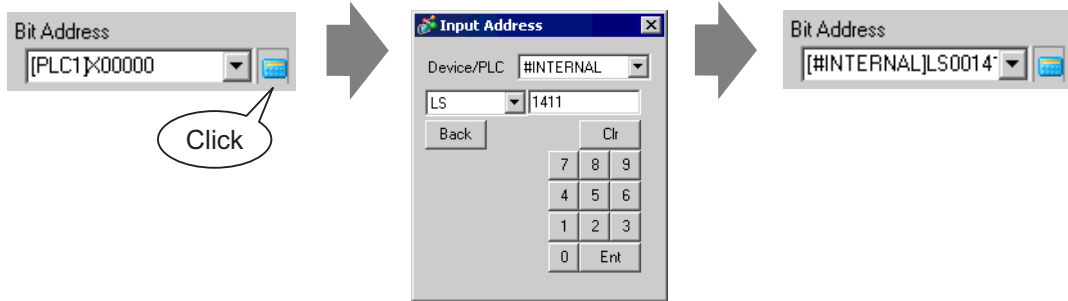 Bit Address
[PLC1]X00000
Click
Input Address
Device/PLC #INTERNAL
LS 1411
Back Clr
7 8 9
4 5 6
1 2 3
0 Ent
Bit Address
[#INTERNAL]LS00141